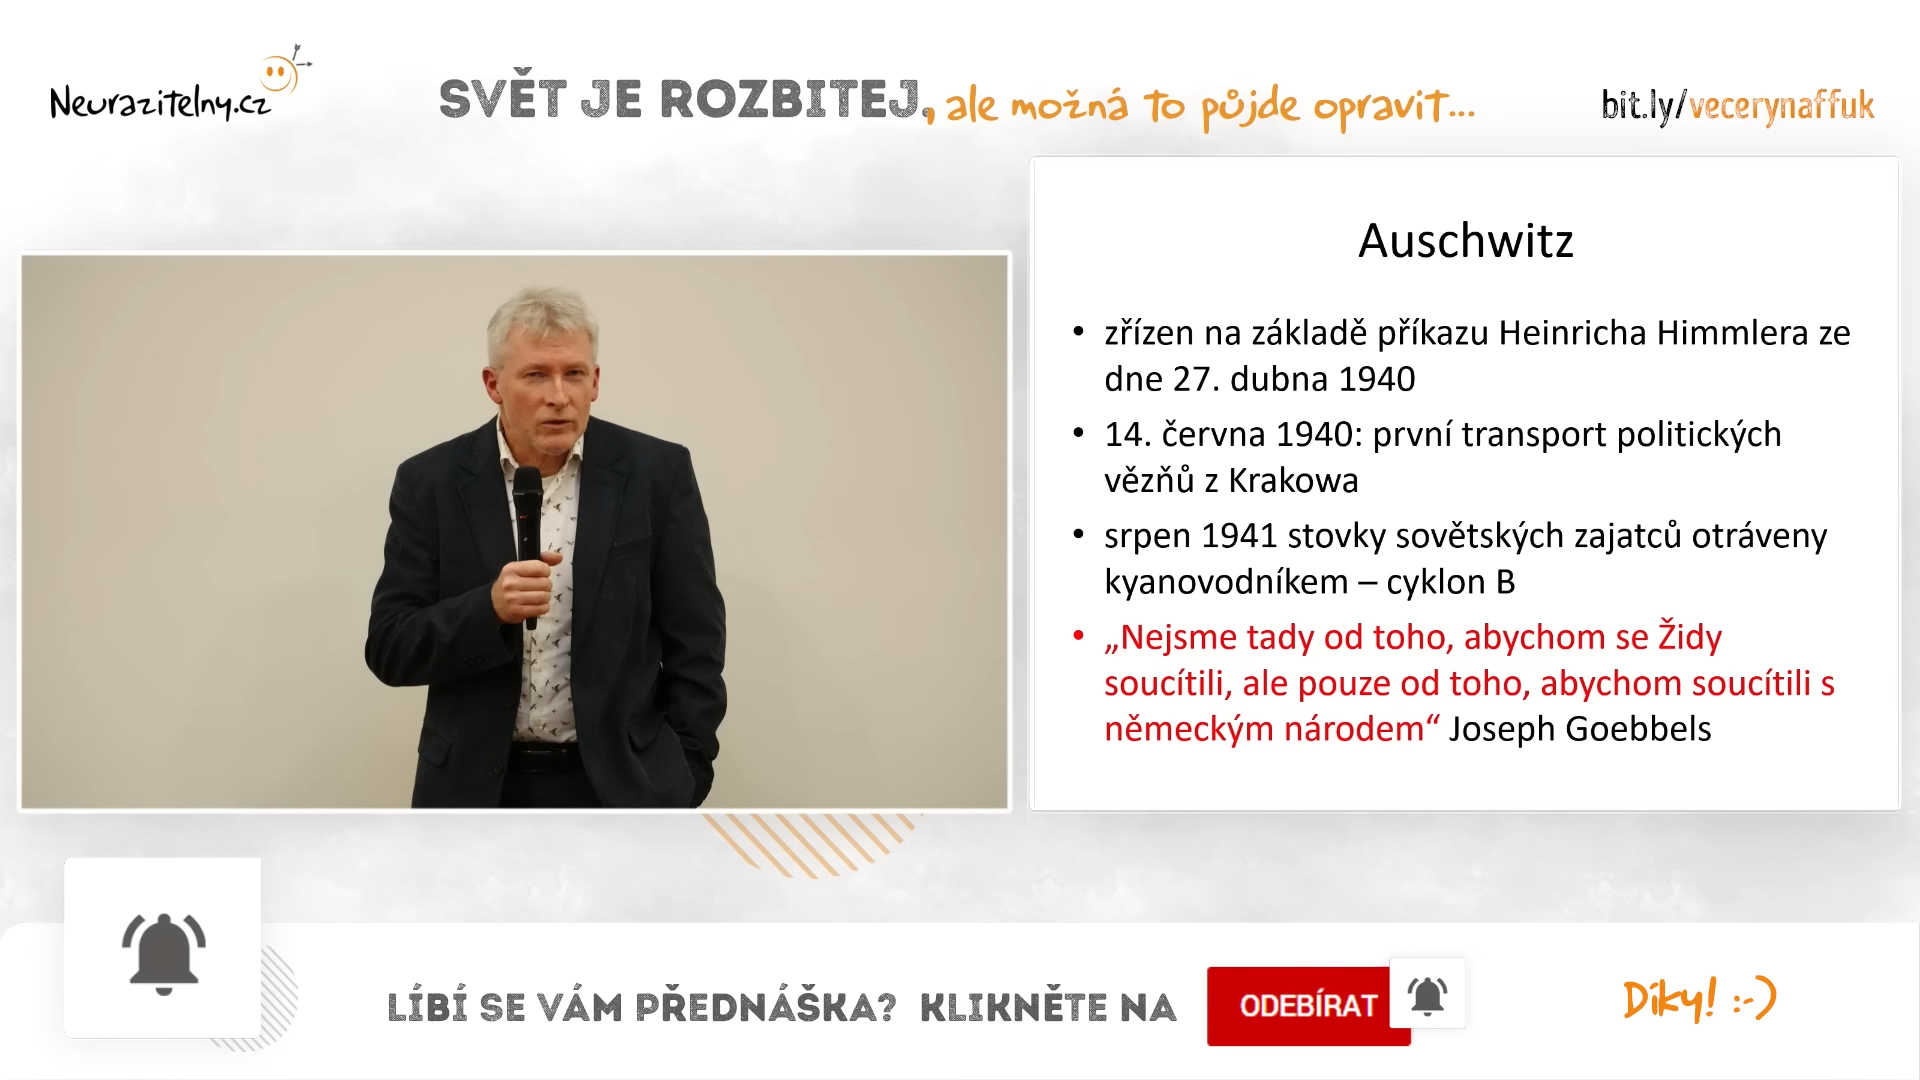 Neurazitelny.cz
SVĚT JE ROZBITEJ, ale možná to půjde opravit...
bit.ly/vecerynaffuk
Auschwitz
• zřízen na základě příkazu Heinricha Himmlera ze
dne 27. dubna 1940
• 14. června 1940: první transport politických
vězňů z Krakowa
• srpen 1941 stovky sovětských zajatců otráveny
kyanovodníkem – cyklon B
• „Nejsme tady od toho, abychom se Židy
soucítili, ale pouze od toho, abychom soucítili s
německým národem“ Joseph Goebbels
LÍBÍ SE VÁM PŘEDNÁŠKA? KLIKNĚTE NA
ODEBÍRAT
Díky! :-)